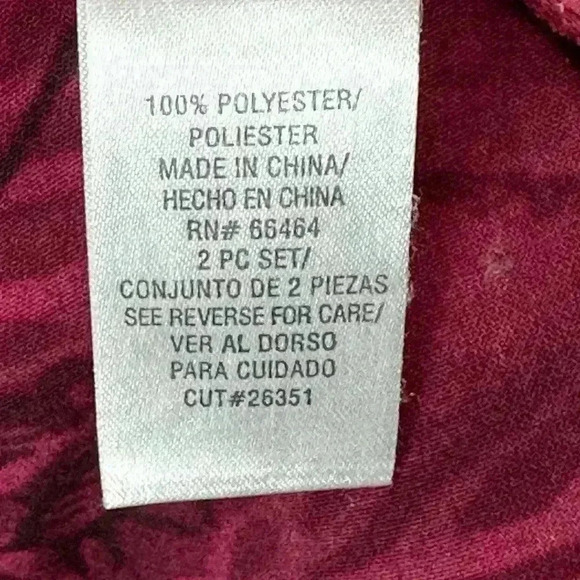 100% POLYESTER/
POLIESTER
MADE IN CHINA/
HECHO EN CHINA
RN# 66464
2 PC SET/
CONJUNTO DE 2 PIEZAS
SEE REVERSE FOR CARE/
VER AL DORSO
PARA CUIDADO
CUT#26351